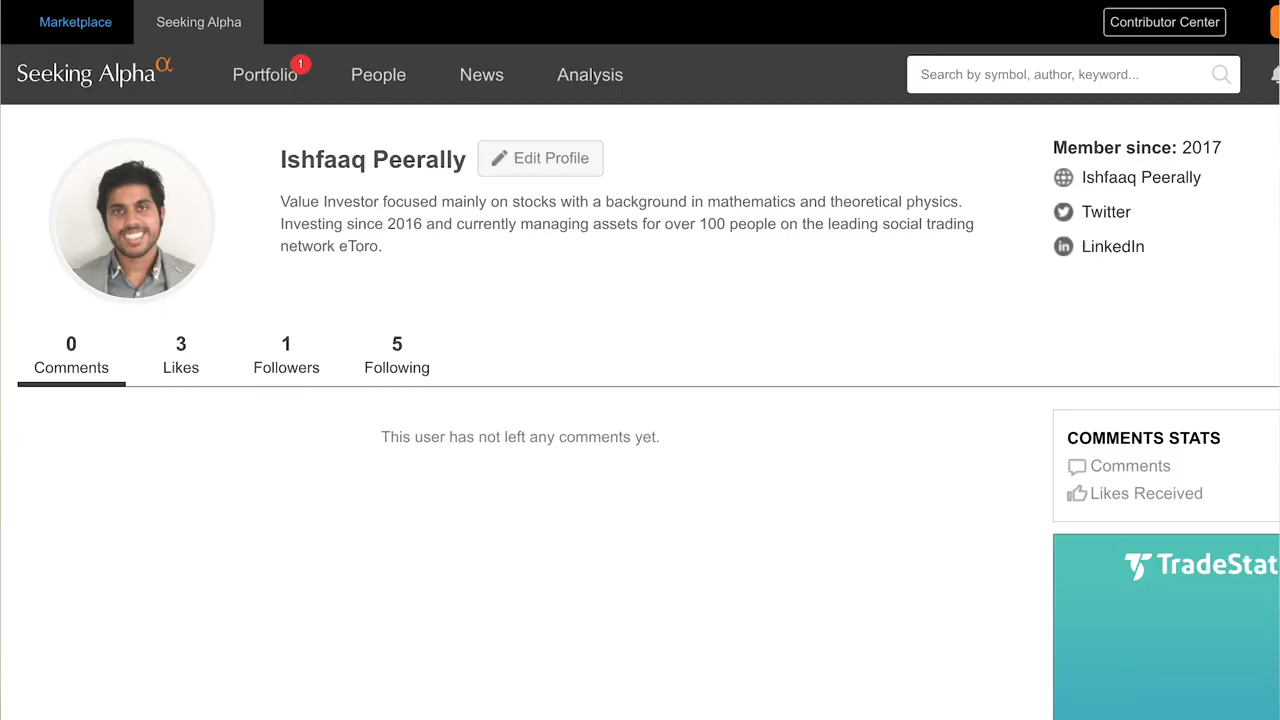 Marketplace
Seeking Alpha
Contributor Center
Seeking Alpha α
Portfolio
1
People
News
Analysis
Search by symbol, author, keyword...
Ishfaaq Peerally
Edit Profile
Value Investor focused mainly on stocks with a background in mathematics and theoretical physics.
Investing since 2016 and currently managing assets for over 100 people on the leading social trading
network eToro.
Member since: 2017
Ishfaaq Peerally
Twitter
in
LinkedIn
0
Comments
3
Likes
1
Followers
5
Following
This user has not left any comments yet.
COMMENTS STATS
Comments
Likes Received
TradeStat